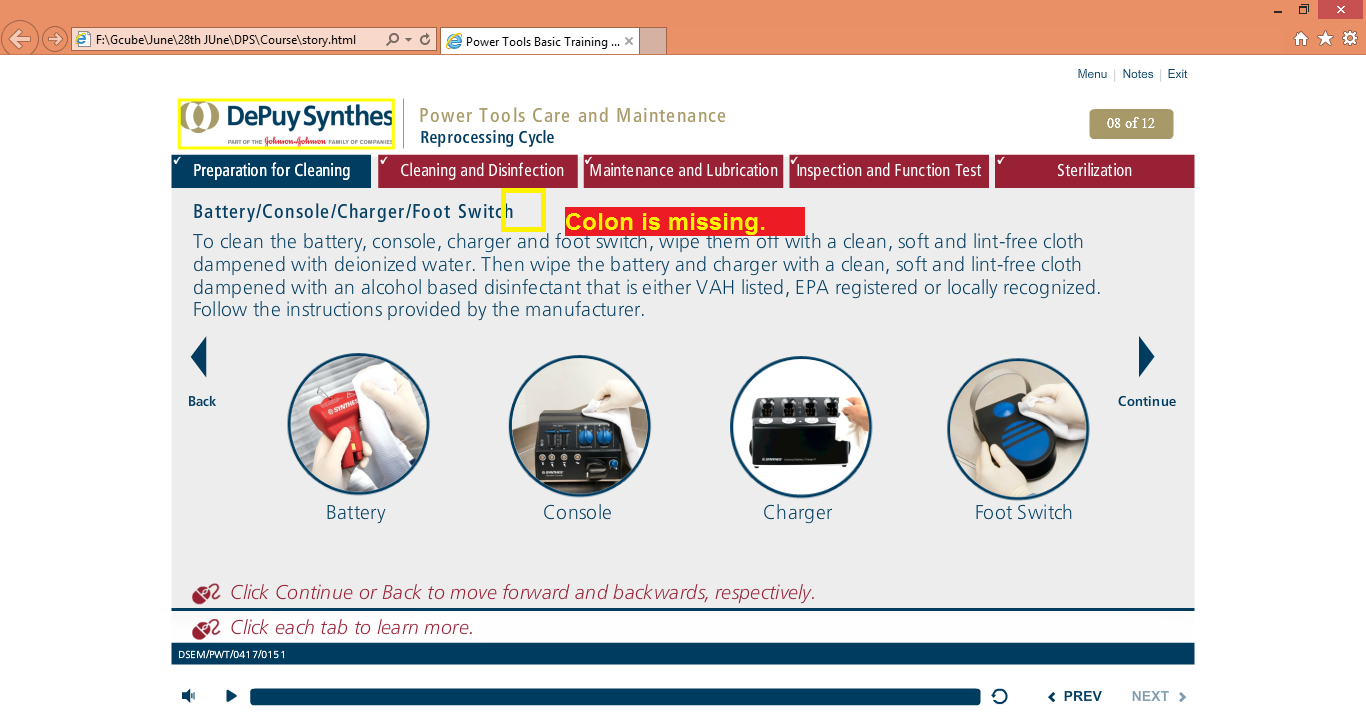 F:\Gcube\June\28th JUne\DPS\Course\story.html
Power Tools Basic Training ...
Menu | Notes | Exit
DePuy Synthes
PART OF THE Johnson & Johnson FAMILY OF COMPANIES
Power Tools Care and Maintenance
Reprocessing Cycle
08 of 12
Preparation for Cleaning
Cleaning and Disinfection
Maintenance and Lubrication
Inspection and Function Test
Sterilization
Battery/Console/Charger/Foot Switch
Colon is missing.
To clean the battery, console, charger and foot switch, wipe them off with a clean, soft and lint-free cloth
dampened with deionized water. Then wipe the battery and charger with a clean, soft and lint-free cloth
dampened with an alcohol based disinfectant that is either VAH listed, EPA registered or locally recognized.
Follow the instructions provided by the manufacturer.
Back
Continue
SYNTHES
SYNTHES
SYNTHES
Battery
Console
Charger
Foot Switch
Click Continue or Back to move forward and backwards, respectively.
Click each tab to learn more.
DSEM/PWT/0417/0151
PREV
NEXT